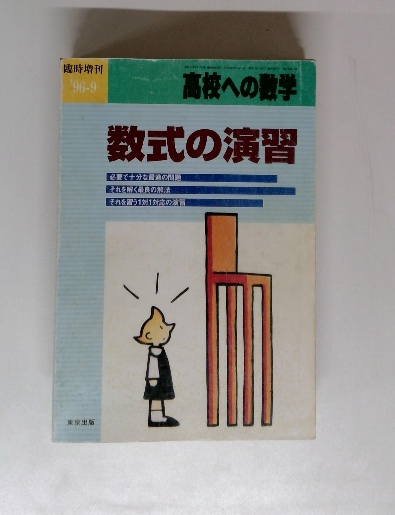 臨時増刊
'96-9
高校への数学
数式の演習
必要で十分な最適の問題
それを解く最良の解法
それを習う1対1対応の演習
東京出版